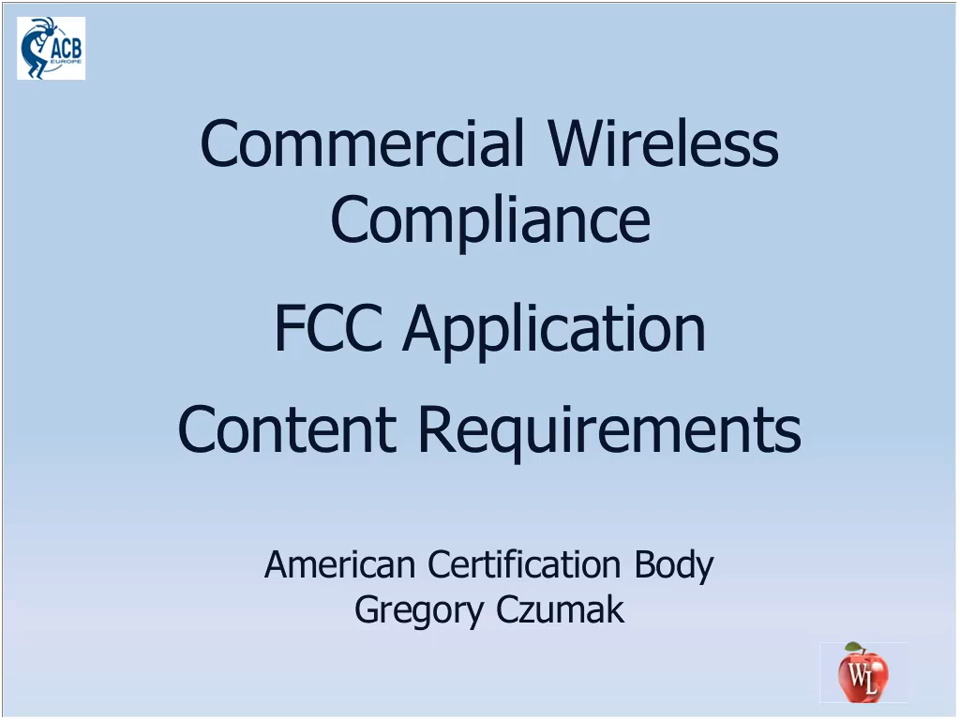 ACB
EUROPE
Commercial Wireless
Compliance
FCC Application
Content Requirements
American Certification Body
Gregory Czumak
WL